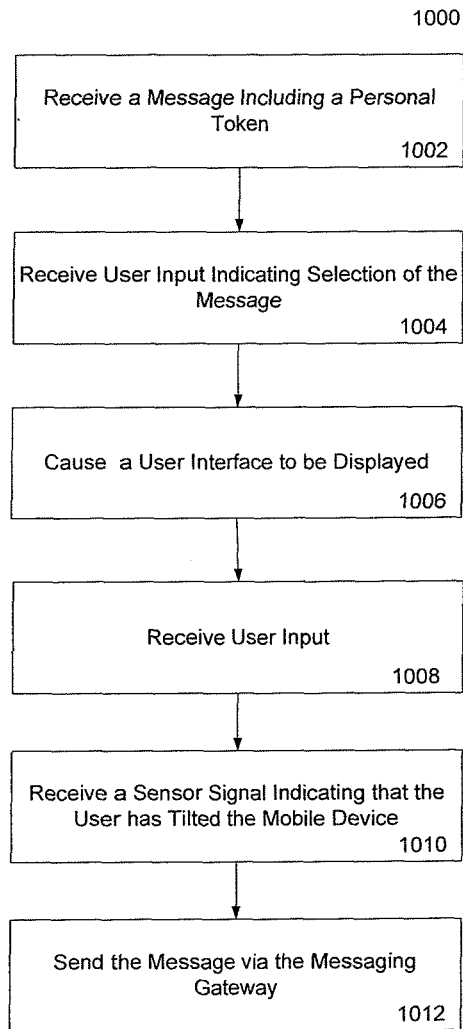 1000
Receive a Message Including a Personal
Token
1002
Receive User Input Indicating Selection of the
Message
1004
Cause a User Interface to be Displayed
1006
Receive User Input
1008
Receive a Sensor Signal Indicating that the
User has Tilted the Mobile Device
1010
Send the Message via the Messaging
Gateway
1012